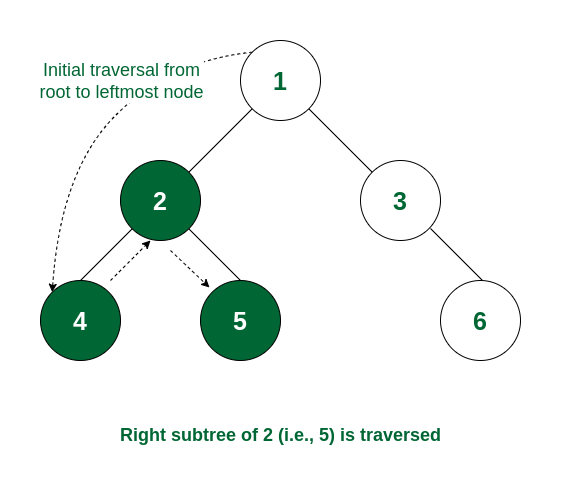 Initial traversal from
root to leftmost node
1
2
3
4
5
6
Right subtree of 2 (i.e., 5) is traversed